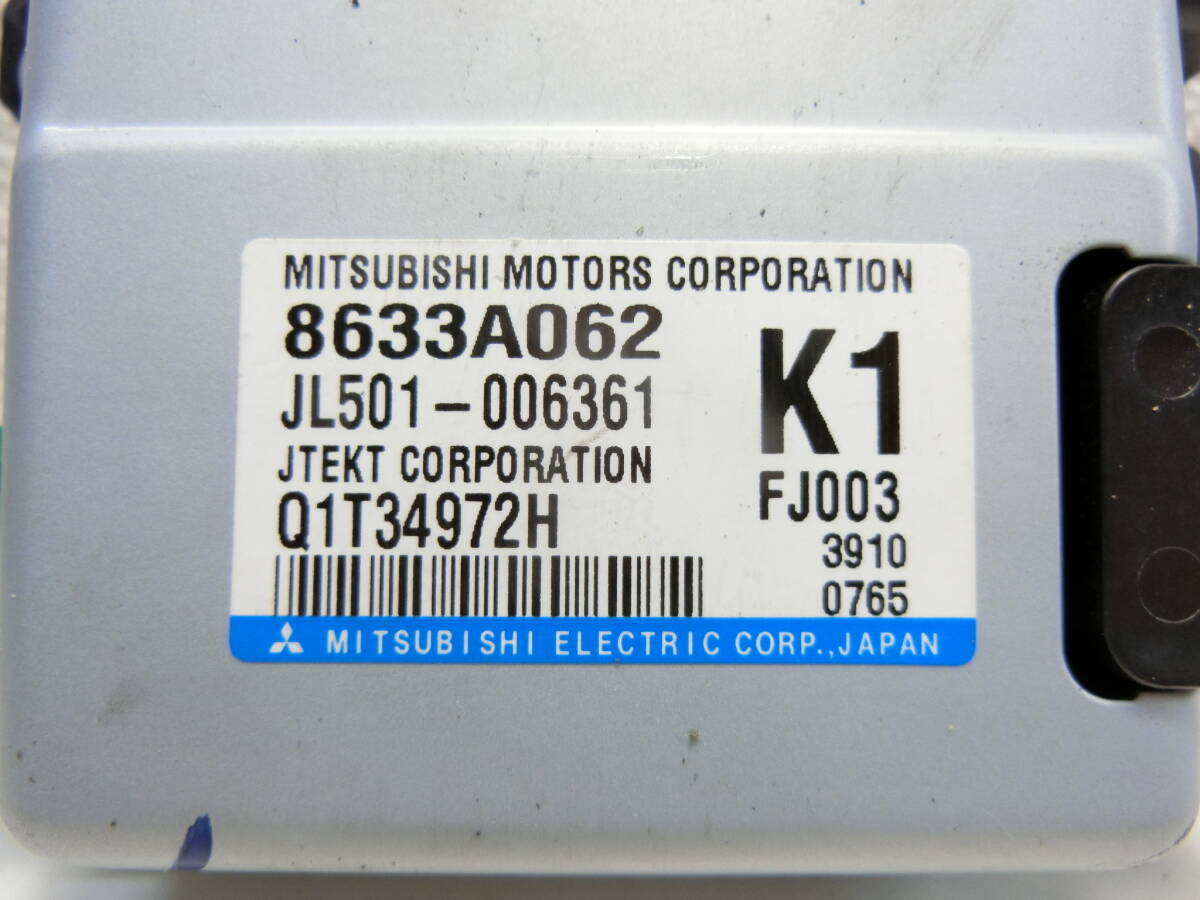 MITSUBISHI MOTORS CORPORATION
8633A062
K1
JL501-006361
JTEKT CORPORATION
FJ003
Q1T34972H
3910
0765
MITSUBISHI ELECTRIC CORP.,JAPAN